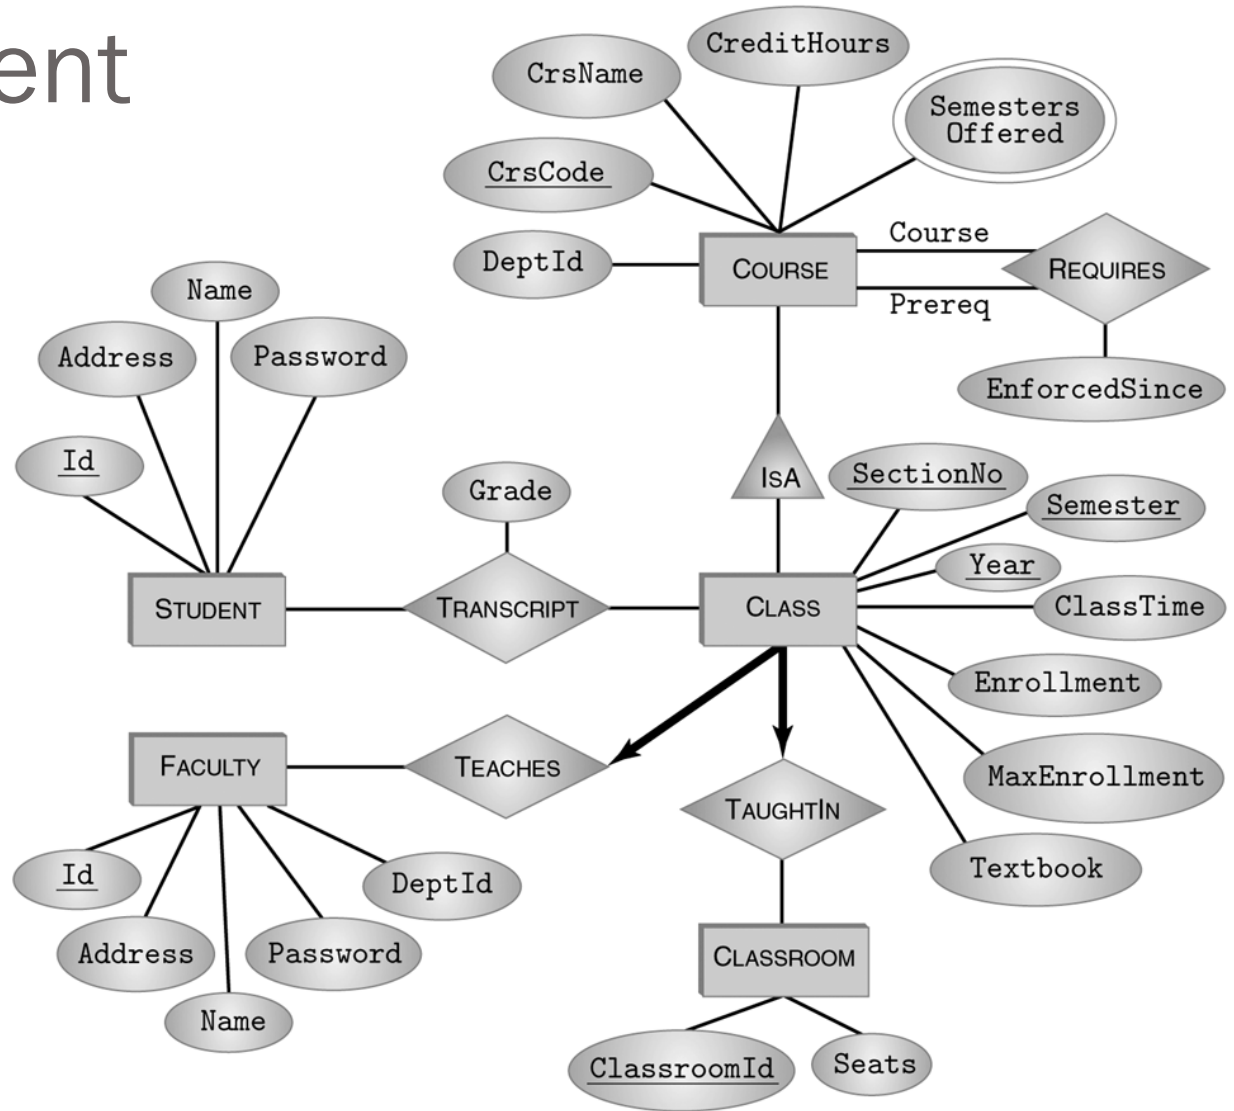 ent
CreditHours
CrsName
Semesters
Offered
CrsCode
Course
DeptId
COURSE
REQUIRES
Prereq
Name
Address
Password
EnforcedSince
Id
IsA
SectionNo
Grade
Semester
Year
STUDENT
TRANSCRIPT
CLASS
ClassTime
Enrollment
FACULTY
TEACHES
MaxEnrollment
TAUGHTIN
Textbook
Id
DeptId
Address
Password
CLASSROOM
Name
ClassroomId
Seats